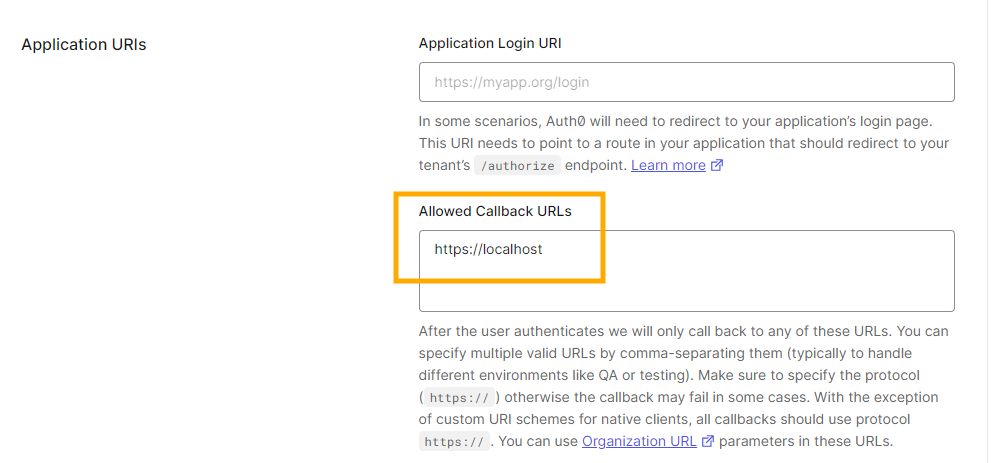 Application URIs
Application Login URI
https://myapp.org/login
In some scenarios, Auth0 will need to redirect to your application's login page.
This URI needs to point to a route in your application that should redirect to your
tenant's /authorize endpoint. Learn more
Allowed Callback URLs
https://localhost
After the user authenticates we will only call back to any of these URLs. You can
specify multiple valid URLs by comma-separating them (typically to handle
different environments like QA or testing). Make sure to specify the protocol
(https://) otherwise the callback may fail in some cases. With the exception
of custom URI schemes for native clients, all callbacks should use protocol
https://. You can use Organization URL parameters in these URLs.